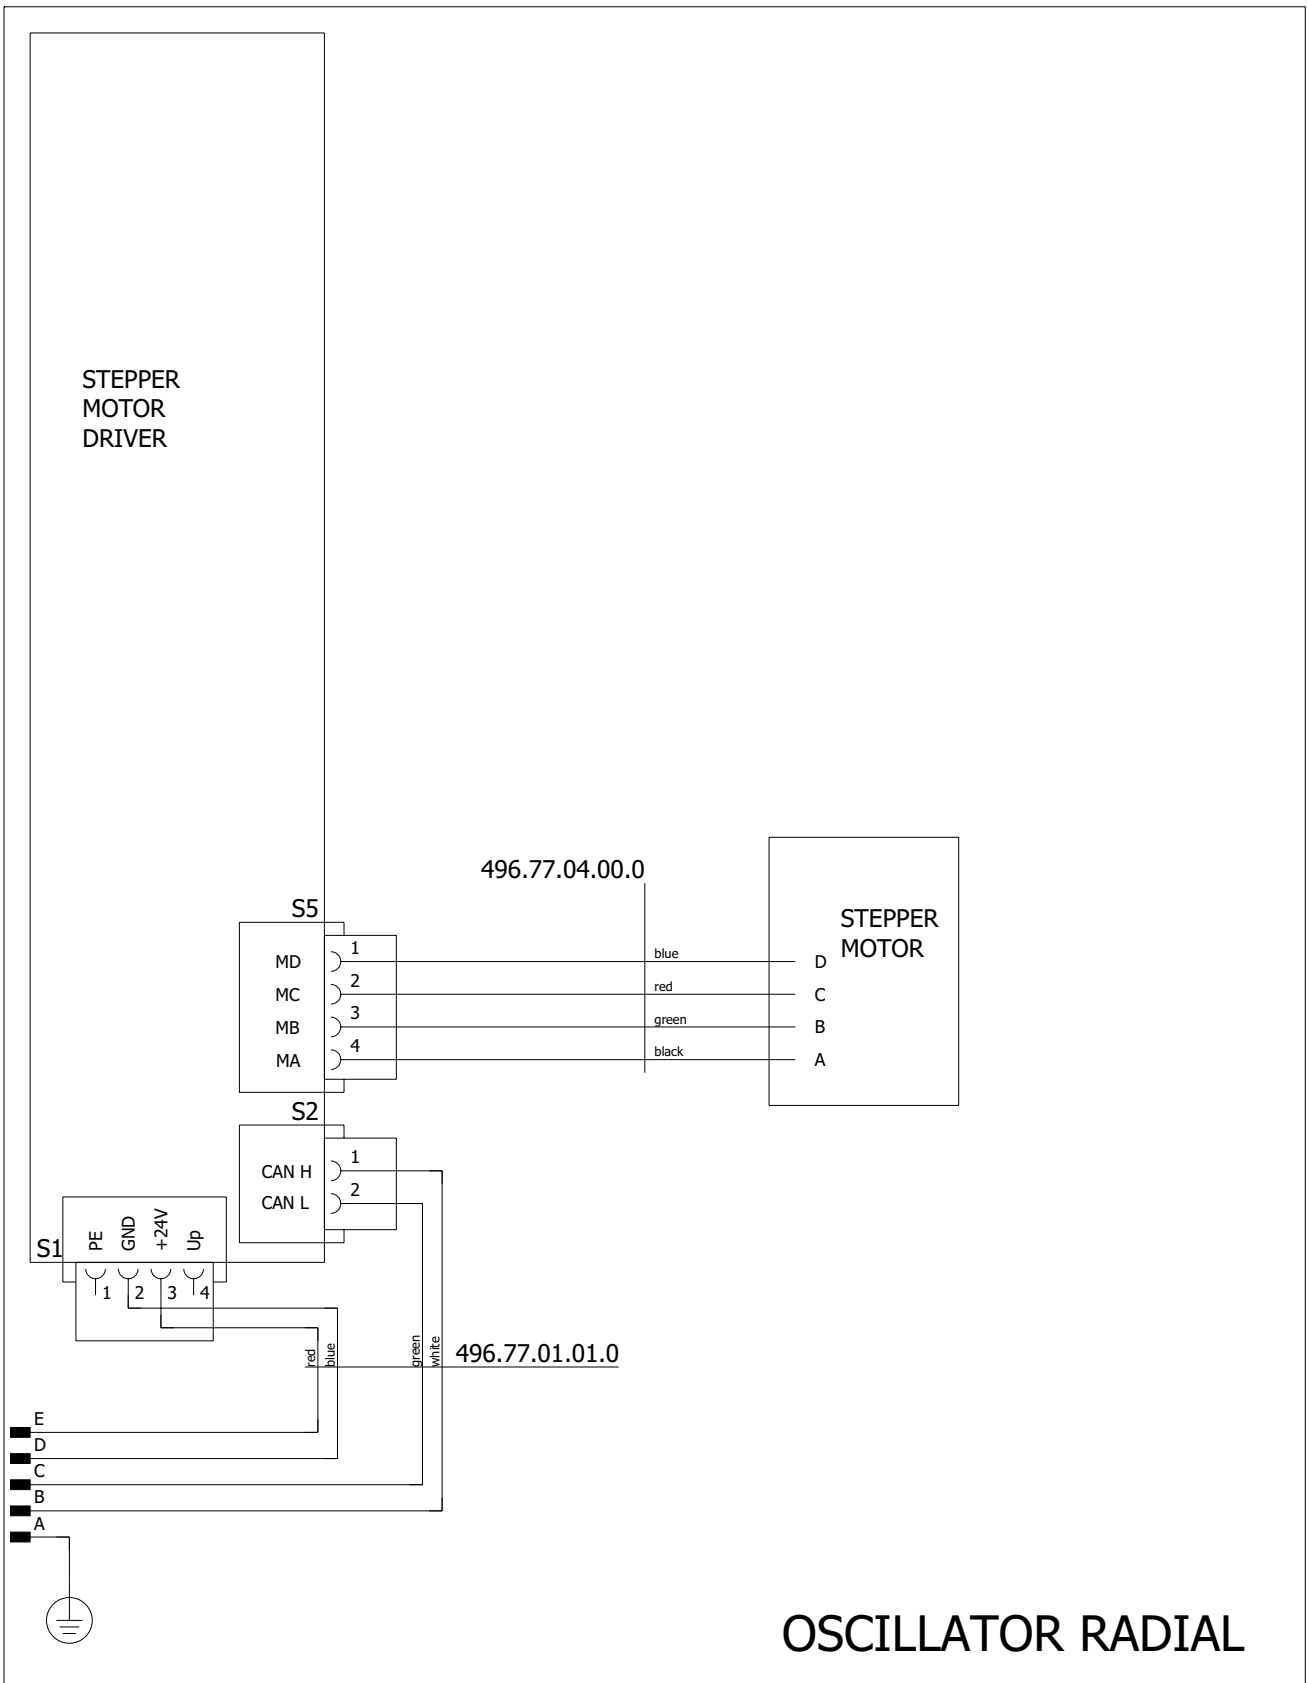 STEPPER
MOTOR
DRIVER
496.77.04.00.0
S5
STEPPER
MOTOR
MD 1 blue D
MC 2 red C
MB 3 green B
MA 4 black A
S2
CAN H 1
CAN L 2
S1 PE GND +24V Up
1 2 3 4
red blue green white 496.77.01.01.0
E
D
C
B
A
OSCILLATOR RADIAL